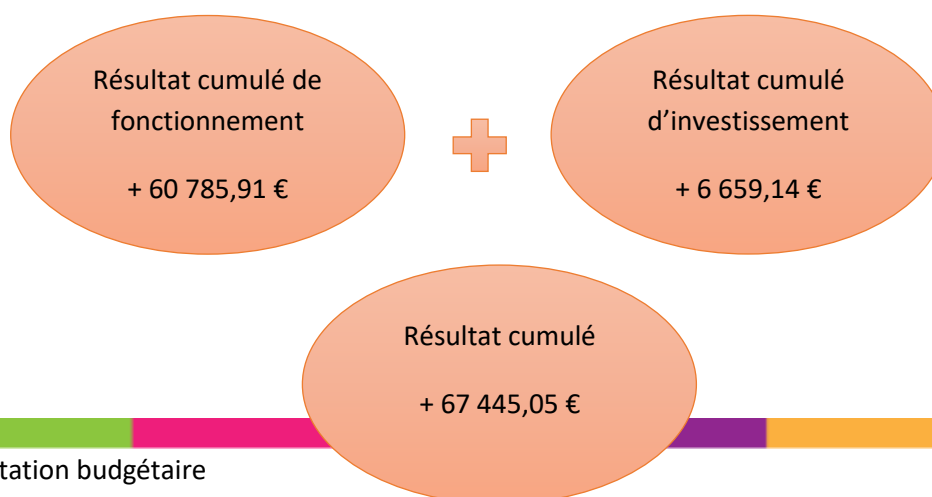 Résultat cumulé de
fonctionnement
+ 60 785,91 €
Résultat cumulé
d’investissement
+ 6 659,14 €
Résultat cumulé
+ 67 445,05 €
tation budgétaire